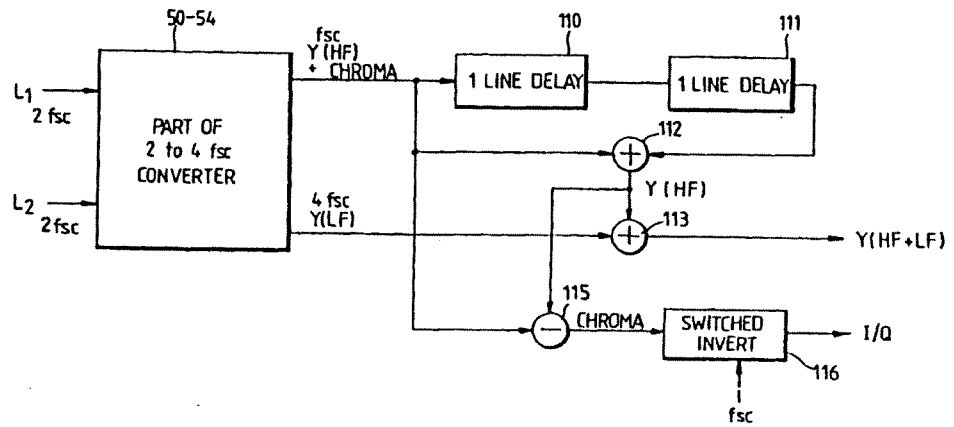 50-54
fsc
Y(HF)
+ CHROMA
110
1 LINE DELAY
111
1 LINE DELAY
L1
2 fsc
PART OF
2 to 4 fsc
CONVERTER
112
Y(HF)
L2
2 fsc
4 fsc
Y(LF)
113
Y(HF+LF)
115
CHROMA
SWITCHED
INVERT
I/Q
116
fsc